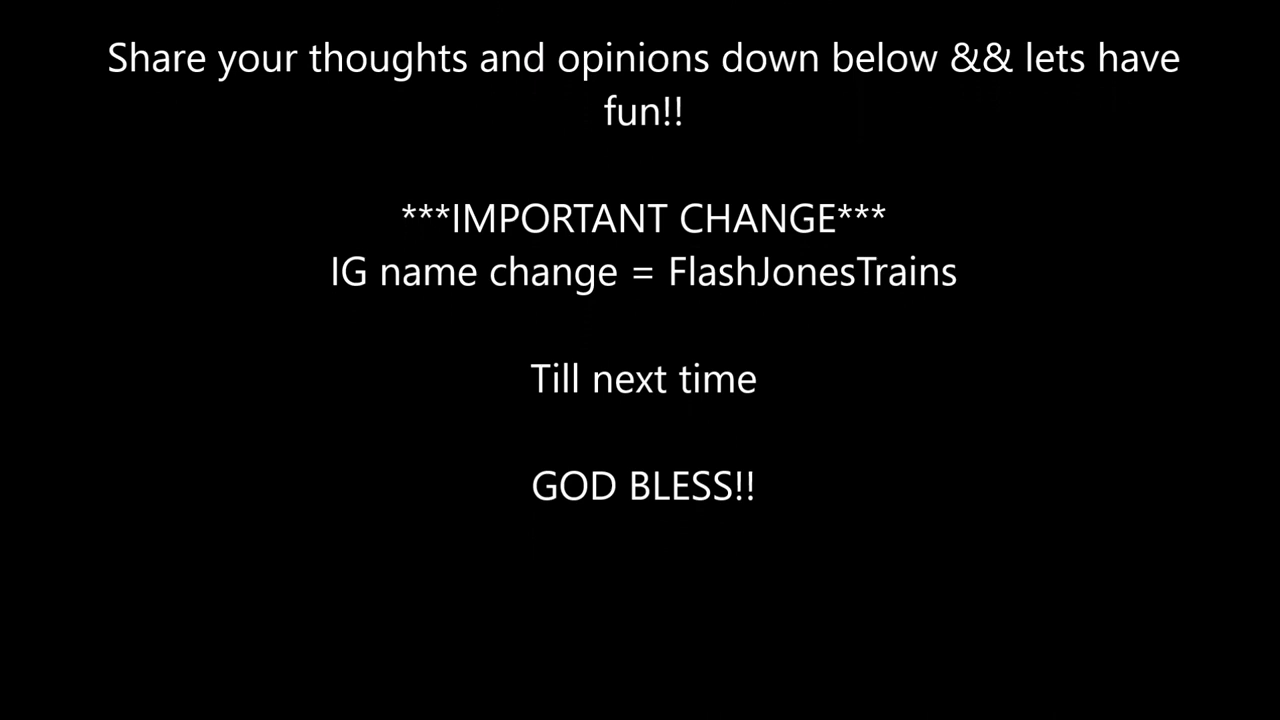 Share your thoughts and opinions down below && lets have
fun!!
***IMPORTANT CHANGE***
IG name change = FlashJonesTrains
Till next time
GOD BLESS!!